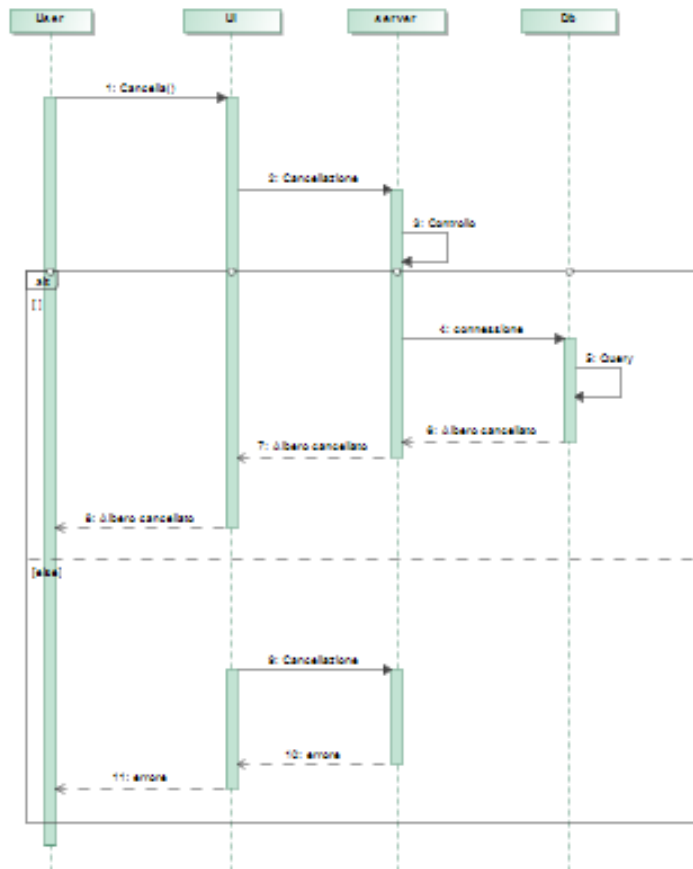 User
UI
server
Db
1: Cancella()
2: Cancellazione
3: Controllo
alt
[ ]
4: connessione
5: Query
6: Albero cancellato
7: Albero cancellato
8: Albero cancellato
[else]
9: Cancellazione
10: errore
11: errore